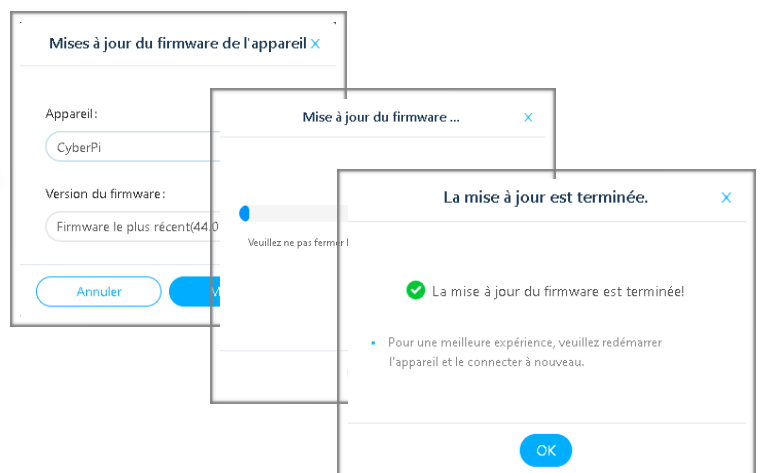 Mises à jour du firmware de l'appareil X
Appareil:
CyberPi
Version du firmware:
Firmware le plus récent(44.0
Annuler
M
Mise à jour du firmware ... X
Veuillez ne pas fermer l
La mise à jour est terminée. X
La mise à jour du firmware est terminée!
• Pour une meilleure expérience, veuillez redémarrer
l'appareil et le connecter à nouveau.
OK